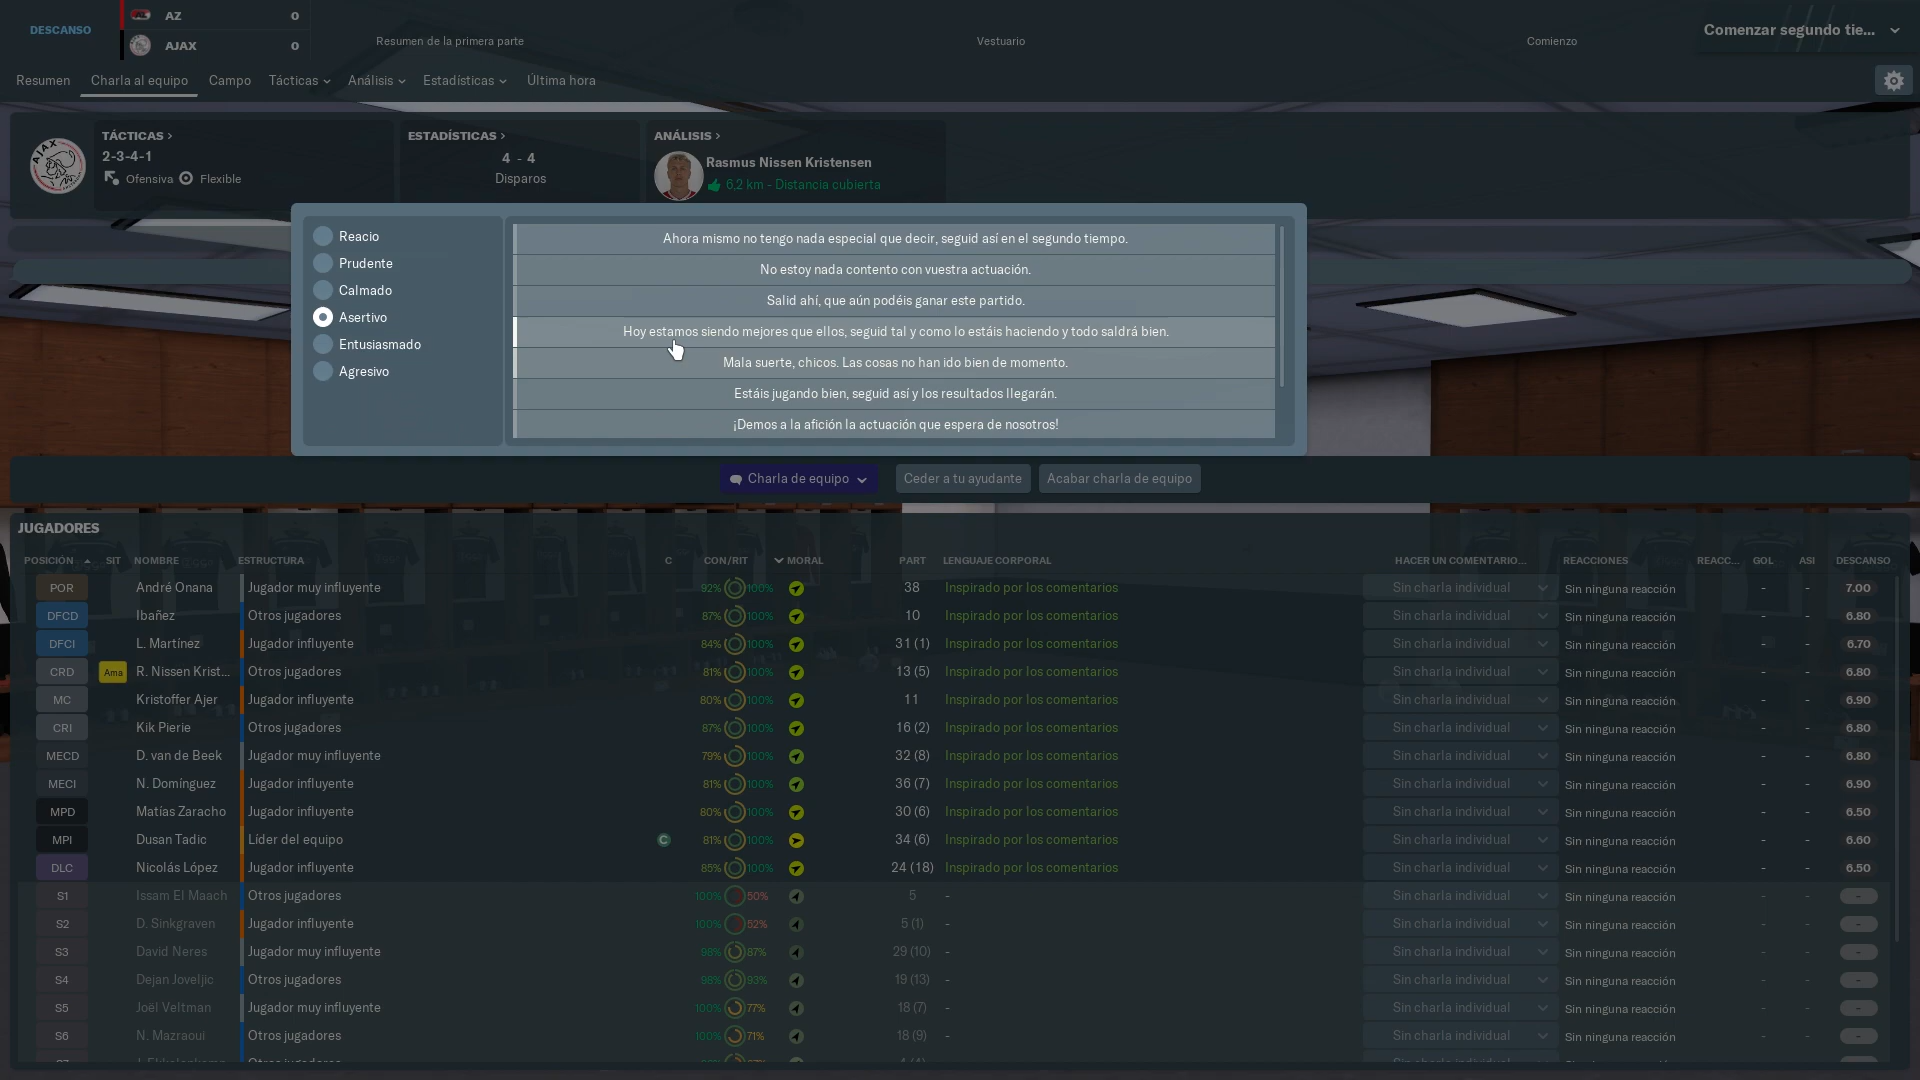 DESCANSO
AZ 0
AJAX 0
Resumen de la primera parte
Vestuario
Comienzo
Comenzar segundo tie...
Resumen
Charla al equipo
Campo
Tácticas
Análisis
Estadísticas
Última hora
TÁCTICAS >
2-3-4-1
Ofensiva
Flexible
ESTADÍSTICAS >
4 - 4
Disparos
ANÁLISIS >
Rasmus Nissen Kristensen
6,2 km - Distancia cubierta
Reacio
Prudente
Calmado
Asertivo
Entusiasmado
Agresivo
Ahora mismo no tengo nada especial que decir, seguid así en el segundo tiempo.
No estoy nada contento con vuestra actuación.
Salid ahí, que aún podéis ganar este partido.
Hoy estamos siendo mejores que ellos, seguid tal y como lo estáis haciendo y todo saldrá bien.
Mala suerte, chicos. Las cosas no han ido bien de momento.
Estáis jugando bien, seguid así y los resultados llegarán.
¡Demos a la afición la actuación que espera de nosotros!
Charla de equipo
Ceder a tu ayudante
Acabar charla de equipo
JUGADORES
POSICIÓN SIT NOMBRE ESTRUCTURA C CON/RIT MORAL PART LENGUAJE CORPORAL HACER UN COMENTARIO... REACCIONES REACC... GOL ASI DESCANSO
POR André Onana Jugador muy influyente 92% 100% 38 Inspirado por los comentarios Sin charla individual Sin ninguna reacción - - 7.00
DFCD Ibañez Otros jugadores 87% 100% 10 Inspirado por los comentarios Sin charla individual Sin ninguna reacción - - 6.80
DFCI L. Martínez Jugador influyente 84% 100% 31 (1) Inspirado por los comentarios Sin charla individual Sin ninguna reacción - - 6.70
CRD Ama R. Nissen Krist... Otros jugadores 81% 100% 13 (5) Inspirado por los comentarios Sin charla individual Sin ninguna reacción - - 6.80
MC Kristoffer Ajer Jugador influyente 80% 100% 11 Inspirado por los comentarios Sin charla individual Sin ninguna reacción - - 6.90
CRI Kik Pierie Otros jugadores 87% 100% 16 (2) Inspirado por los comentarios Sin charla individual Sin ninguna reacción - - 6.80
MECD D. van de Beek Jugador muy influyente 79% 100% 32 (8) Inspirado por los comentarios Sin charla individual Sin ninguna reacción - - 6.80
MECI N. Domínguez Jugador influyente 81% 100% 36 (7) Inspirado por los comentarios Sin charla individual Sin ninguna reacción - - 6.90
MPD Matías Zaracho Jugador influyente 80% 100% 30 (6) Inspirado por los comentarios Sin charla individual Sin ninguna reacción - - 6.50
MPI Dusan Tadic Líder del equipo C 81% 100% 34 (6) Inspirado por los comentarios Sin charla individual Sin ninguna reacción - - 6.60
DLC Nicolás López Jugador influyente 85% 100% 24 (18) Inspirado por los comentarios Sin charla individual Sin ninguna reacción - - 6.50
S1 Issam El Maach Otros jugadores 100% 50% 5 - Sin charla individual Sin ninguna reacción - - -
S2 D. Sinkgraven Jugador influyente 100% 52% 5 (1) - Sin charla individual Sin ninguna reacción - - -
S3 David Neres Jugador muy influyente 98% 87% 29 (10) - Sin charla individual Sin ninguna reacción - - -
S4 Dejan Joveljic Otros jugadores 98% 93% 19 (13) - Sin charla individual Sin ninguna reacción - - -
S5 Joël Veltman Jugador muy influyente 100% 77% 18 (7) - Sin charla individual Sin ninguna reacción - - -
S6 N. Mazraoui Otros jugadores 100% 71% 18 (9) - Sin charla individual Sin ninguna reacción - - -